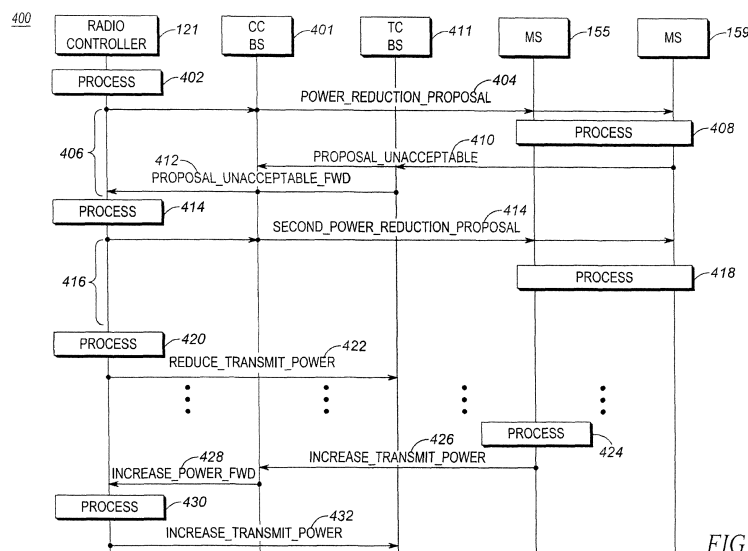 400
RADIO
CONTROLLER
121
CC
BS
401
TC
BS
411
MS
155
MS
159
PROCESS
402
404
POWER_REDUCTION_PROPOSAL
PROCESS
408
406
410
PROPOSAL_UNACCEPTABLE
412
PROPOSAL_UNACCEPTABLE_FWD
PROCESS
414
414
SECOND_POWER_REDUCTION_PROPOSAL
416
PROCESS
418
PROCESS
420
REDUCE_TRANSMIT_POWER
422
PROCESS
424
426
INCREASE_TRANSMIT_POWER
428
INCREASE_POWER_FWD
PROCESS
430
432
INCREASE_TRANSMIT_POWER
FIG